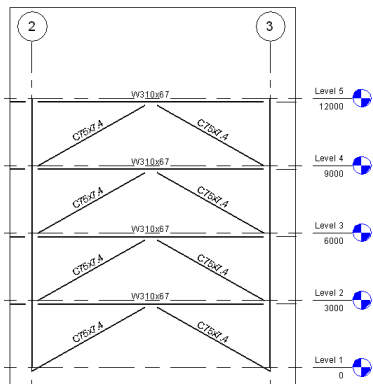 2 3
Level 5
12000
W310x67
C75x7.4 C75x7.4
Level 4
9000
W310x67
C75x7.4 C75x7.4
Level 3
6000
W310x67
C75x7.4 C75x7.4
Level 2
3000
W310x67
C75x7.4 C75x7.4
Level 1
0